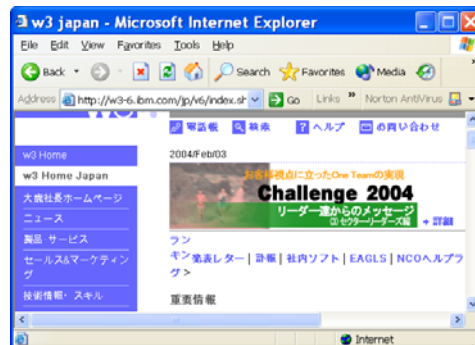 w3 japan - Microsoft Internet Explorer
File Edit View Favorites Tools Help
Back Search Favorites Media
Address http://w3-6.ibm.com/jp/v6/index.sh Go Links » Norton AntiVirus
電話帳 検索 ? ヘルプ お問い合わせ
w3 Home
2004/Feb/03
w3 Home Japan
お客様視点に立ったOne Teamの実現
Challenge 2004
リーダー達からのメッセージ
③セクターリーダーズ編
詳細
大歳社長ホームページ
ニュース
製品 サービス
セールス&マーケティン
グ
技術情報・スキル
ラン
キン 発表レター | 訃報 | 社内ソフト | EAGLS | NCOヘルプラ
グ >
重要情報
Internet